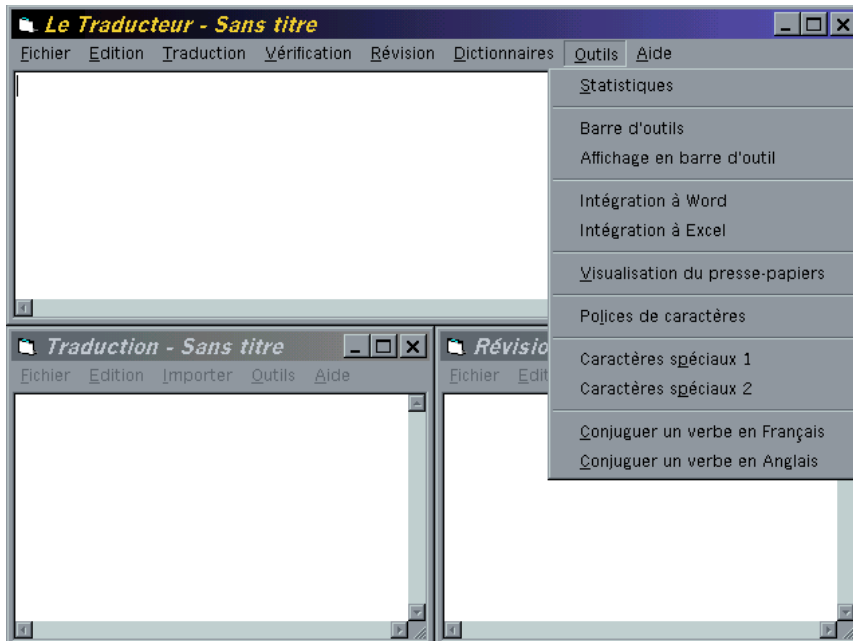 Le Traducteur - Sans titre
Fichier Edition Traduction Vérification Révision Dictionnaires Outils Aide
Statistiques
Barre d'outils
Affichage en barre d'outil
Intégration à Word
Intégration à Excel
Visualisation du presse-papiers
Polices de caractères
Caractères spéciaux 1
Caractères spéciaux 2
Conjuguer un verbe en Français
Conjuguer un verbe en Anglais
Traduction - Sans titre
Fichier Edition Importer Outils Aide
Révisio
Fichier Edit